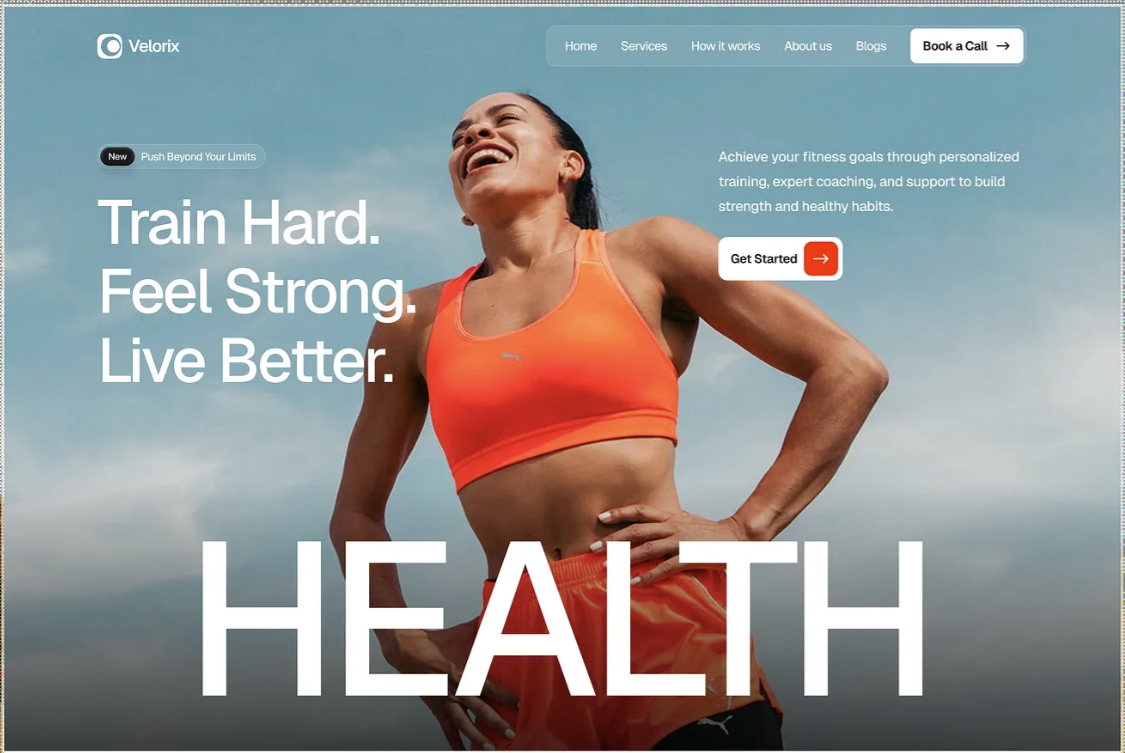 Velorix
Home Services How it works About us Blogs Book a Call →
New Push Beyond Your Limits
Train Hard.
Feel Strong.
Live Better.
Achieve your fitness goals through personalized
training, expert coaching, and support to build
strength and healthy habits.
Get Started →
HEALTH